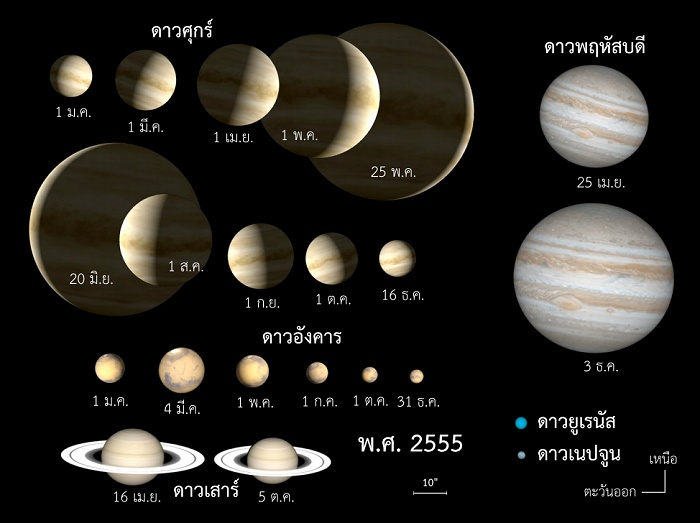 ดาวศุกร์
1 ม.ค.
1 มี.ค.
1 เม.ย.
1 พ.ค.
25 พ.ค.
20 มิ.ย.
1 ส.ค.
1 ก.ย.
1 ต.ค.
16 ธ.ค.
ดาวพฤหัสบดี
25 เม.ย.
3 ธ.ค.
ดาวอังคาร
1 ม.ค.
4 มี.ค.
1 พ.ค.
1 ก.ค.
1 ต.ค.
31 ธ.ค.
16 เม.ย.
ดาวเสาร์
5 ต.ค.
พ.ศ. 2555
10"
ดาวยูเรนัส
ดาวเนปจูน
เหนือ
ตะวันออก